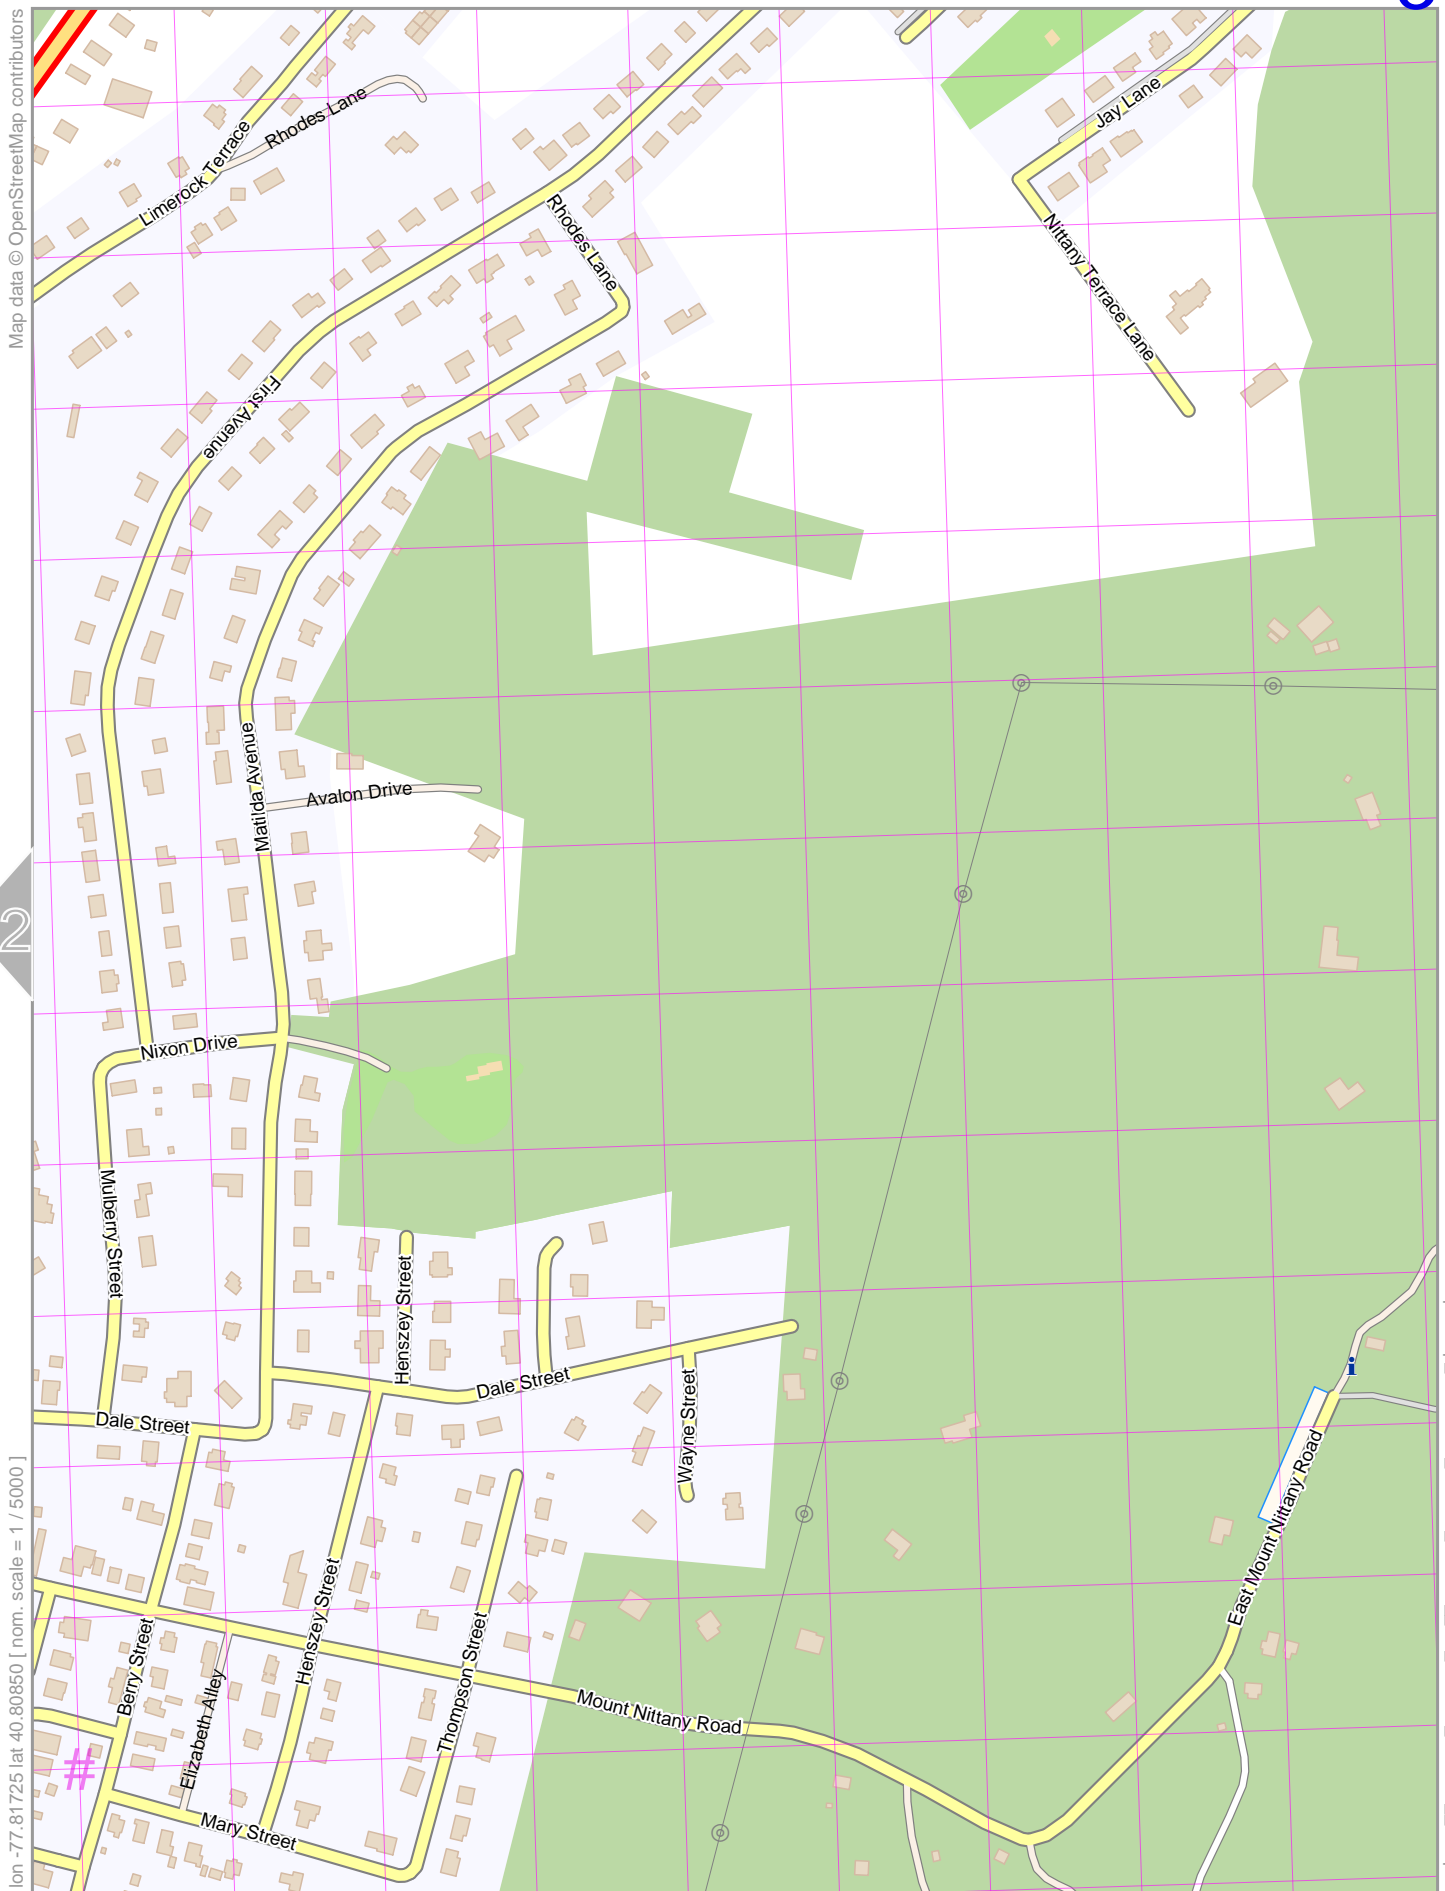 Map data © OpenStreetMap contributors
Jay Lane
Rhodes Lane
Limerock Terrace
Rhodes Lane
Nittany Terrace Lane
First Avenue
Matilda Avenue
Avalon Drive
2
Nixon Drive
Mulberry Street
Henszey Street
Dale Street
Wayne Street
Dale Street
East Mount Nittany Road
i
Henszey Street
Thompson Street
Berry Street
Elizabeth Alley
Mount Nittany Road
#
Mary Street
lon -77.81725 lat 40.80850 [ nom. scale = 1 / 5000 ]